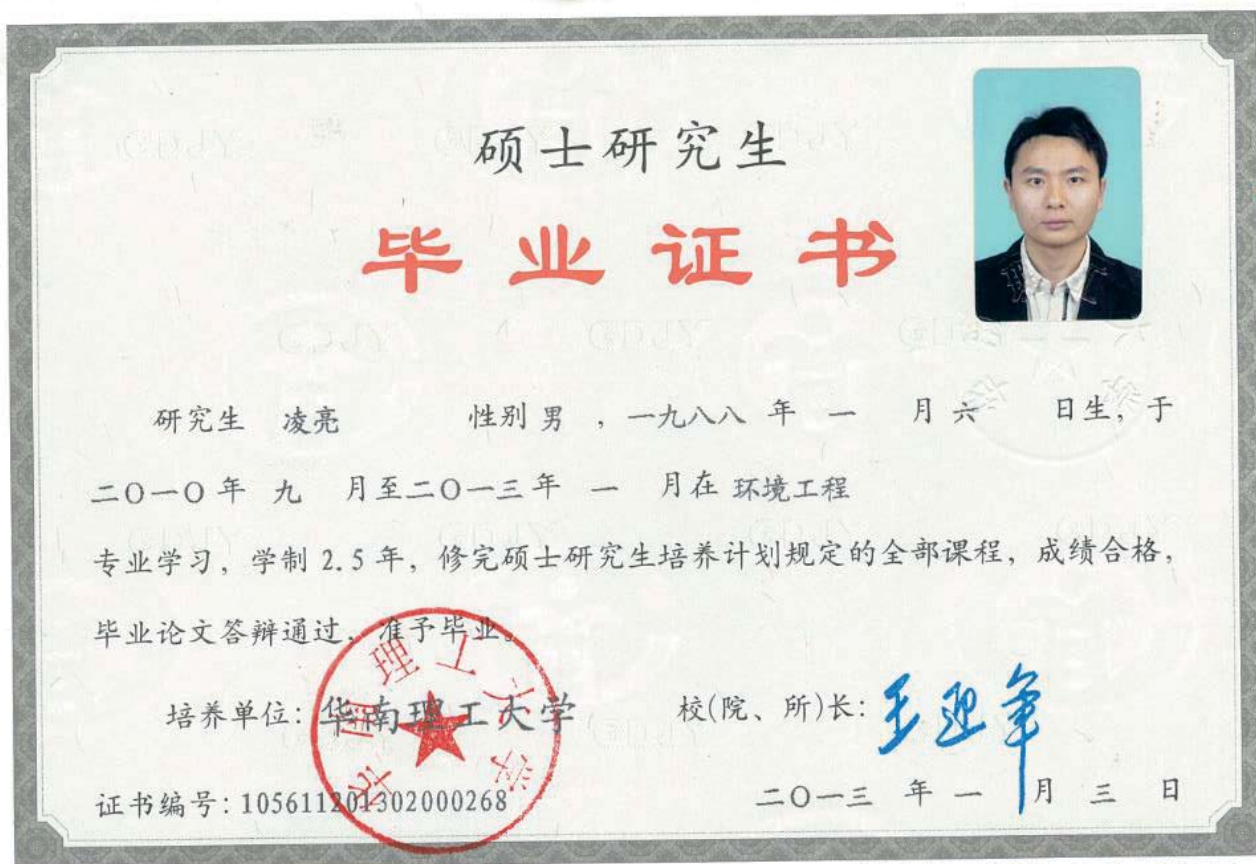 硕士研究生
毕业证书
研究生 凌亮 性别 男 ，一九八八 年 一 月 六 日生，于
二〇一〇 年 九 月至二〇一三 年 一 月在 环境工程
专业学习，学制 2.5 年，修完硕士研究生培养计划规定的全部课程，成绩合格，
毕业论文答辩通过，准予毕业。
培养单位：华南理工大学 校(院、所)长：王迎军
华南理工大学
证书编号：105611201302000268 二〇一三 年 一 月 三 日